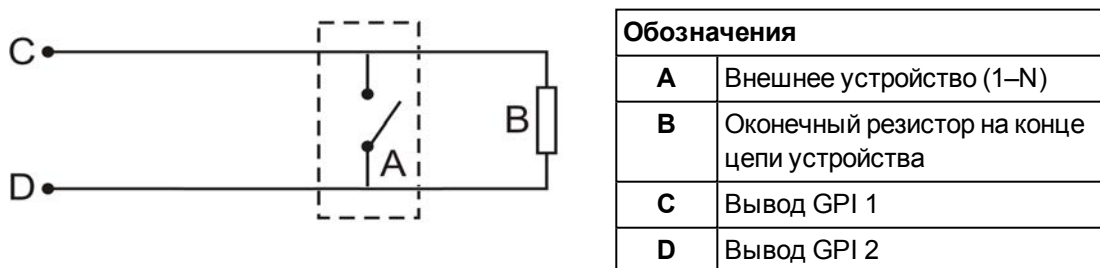 C
D
A
B
Обозначения
A Внешнее устройство (1–N)
B Оконечный резистор на конце
цепи устройства
C Вывод GPI 1
D Вывод GPI 2